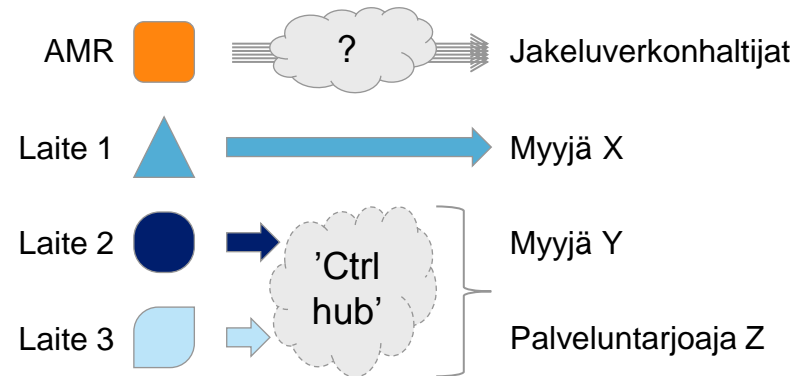 AMR ? Jakeluverkonhaltijat
Laite 1 Myyjä X
Laite 2 Myyjä Y
’Ctrl
hub’
Laite 3 Palveluntarjoaja Z